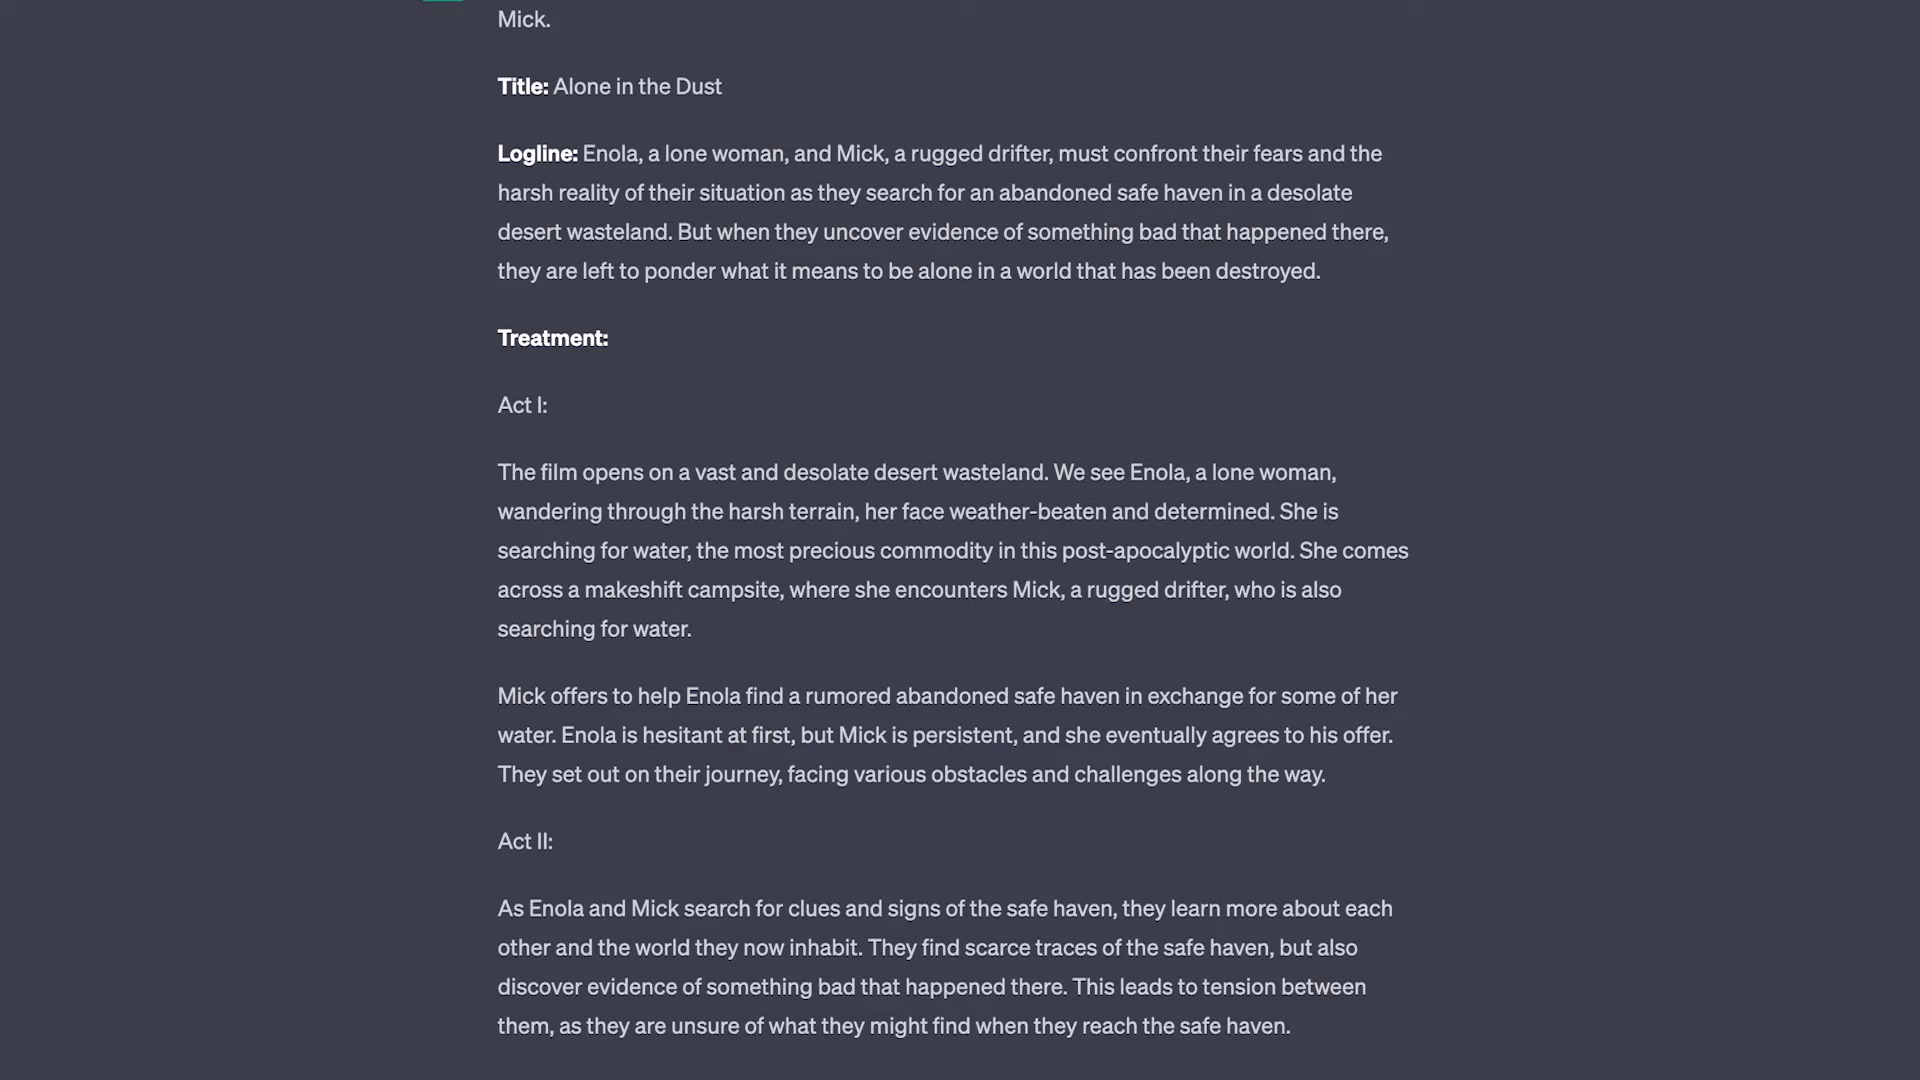 Mick.
Title: Alone in the Dust
Logline: Enola, a lone woman, and Mick, a rugged drifter, must confront their fears and the
harsh reality of their situation as they search for an abandoned safe haven in a desolate
desert wasteland. But when they uncover evidence of something bad that happened there,
they are left to ponder what it means to be alone in a world that has been destroyed.
Treatment:
Act I:
The film opens on a vast and desolate desert wasteland. We see Enola, a lone woman,
wandering through the harsh terrain, her face weather-beaten and determined. She is
searching for water, the most precious commodity in this post-apocalyptic world. She comes
across a makeshift campsite, where she encounters Mick, a rugged drifter, who is also
searching for water.
Mick offers to help Enola find a rumored abandoned safe haven in exchange for some of her
water. Enola is hesitant at first, but Mick is persistent, and she eventually agrees to his offer.
They set out on their journey, facing various obstacles and challenges along the way.
Act II:
As Enola and Mick search for clues and signs of the safe haven, they learn more about each
other and the world they now inhabit. They find scarce traces of the safe haven, but also
discover evidence of something bad that happened there. This leads to tension between
them, as they are unsure of what they might find when they reach the safe haven.